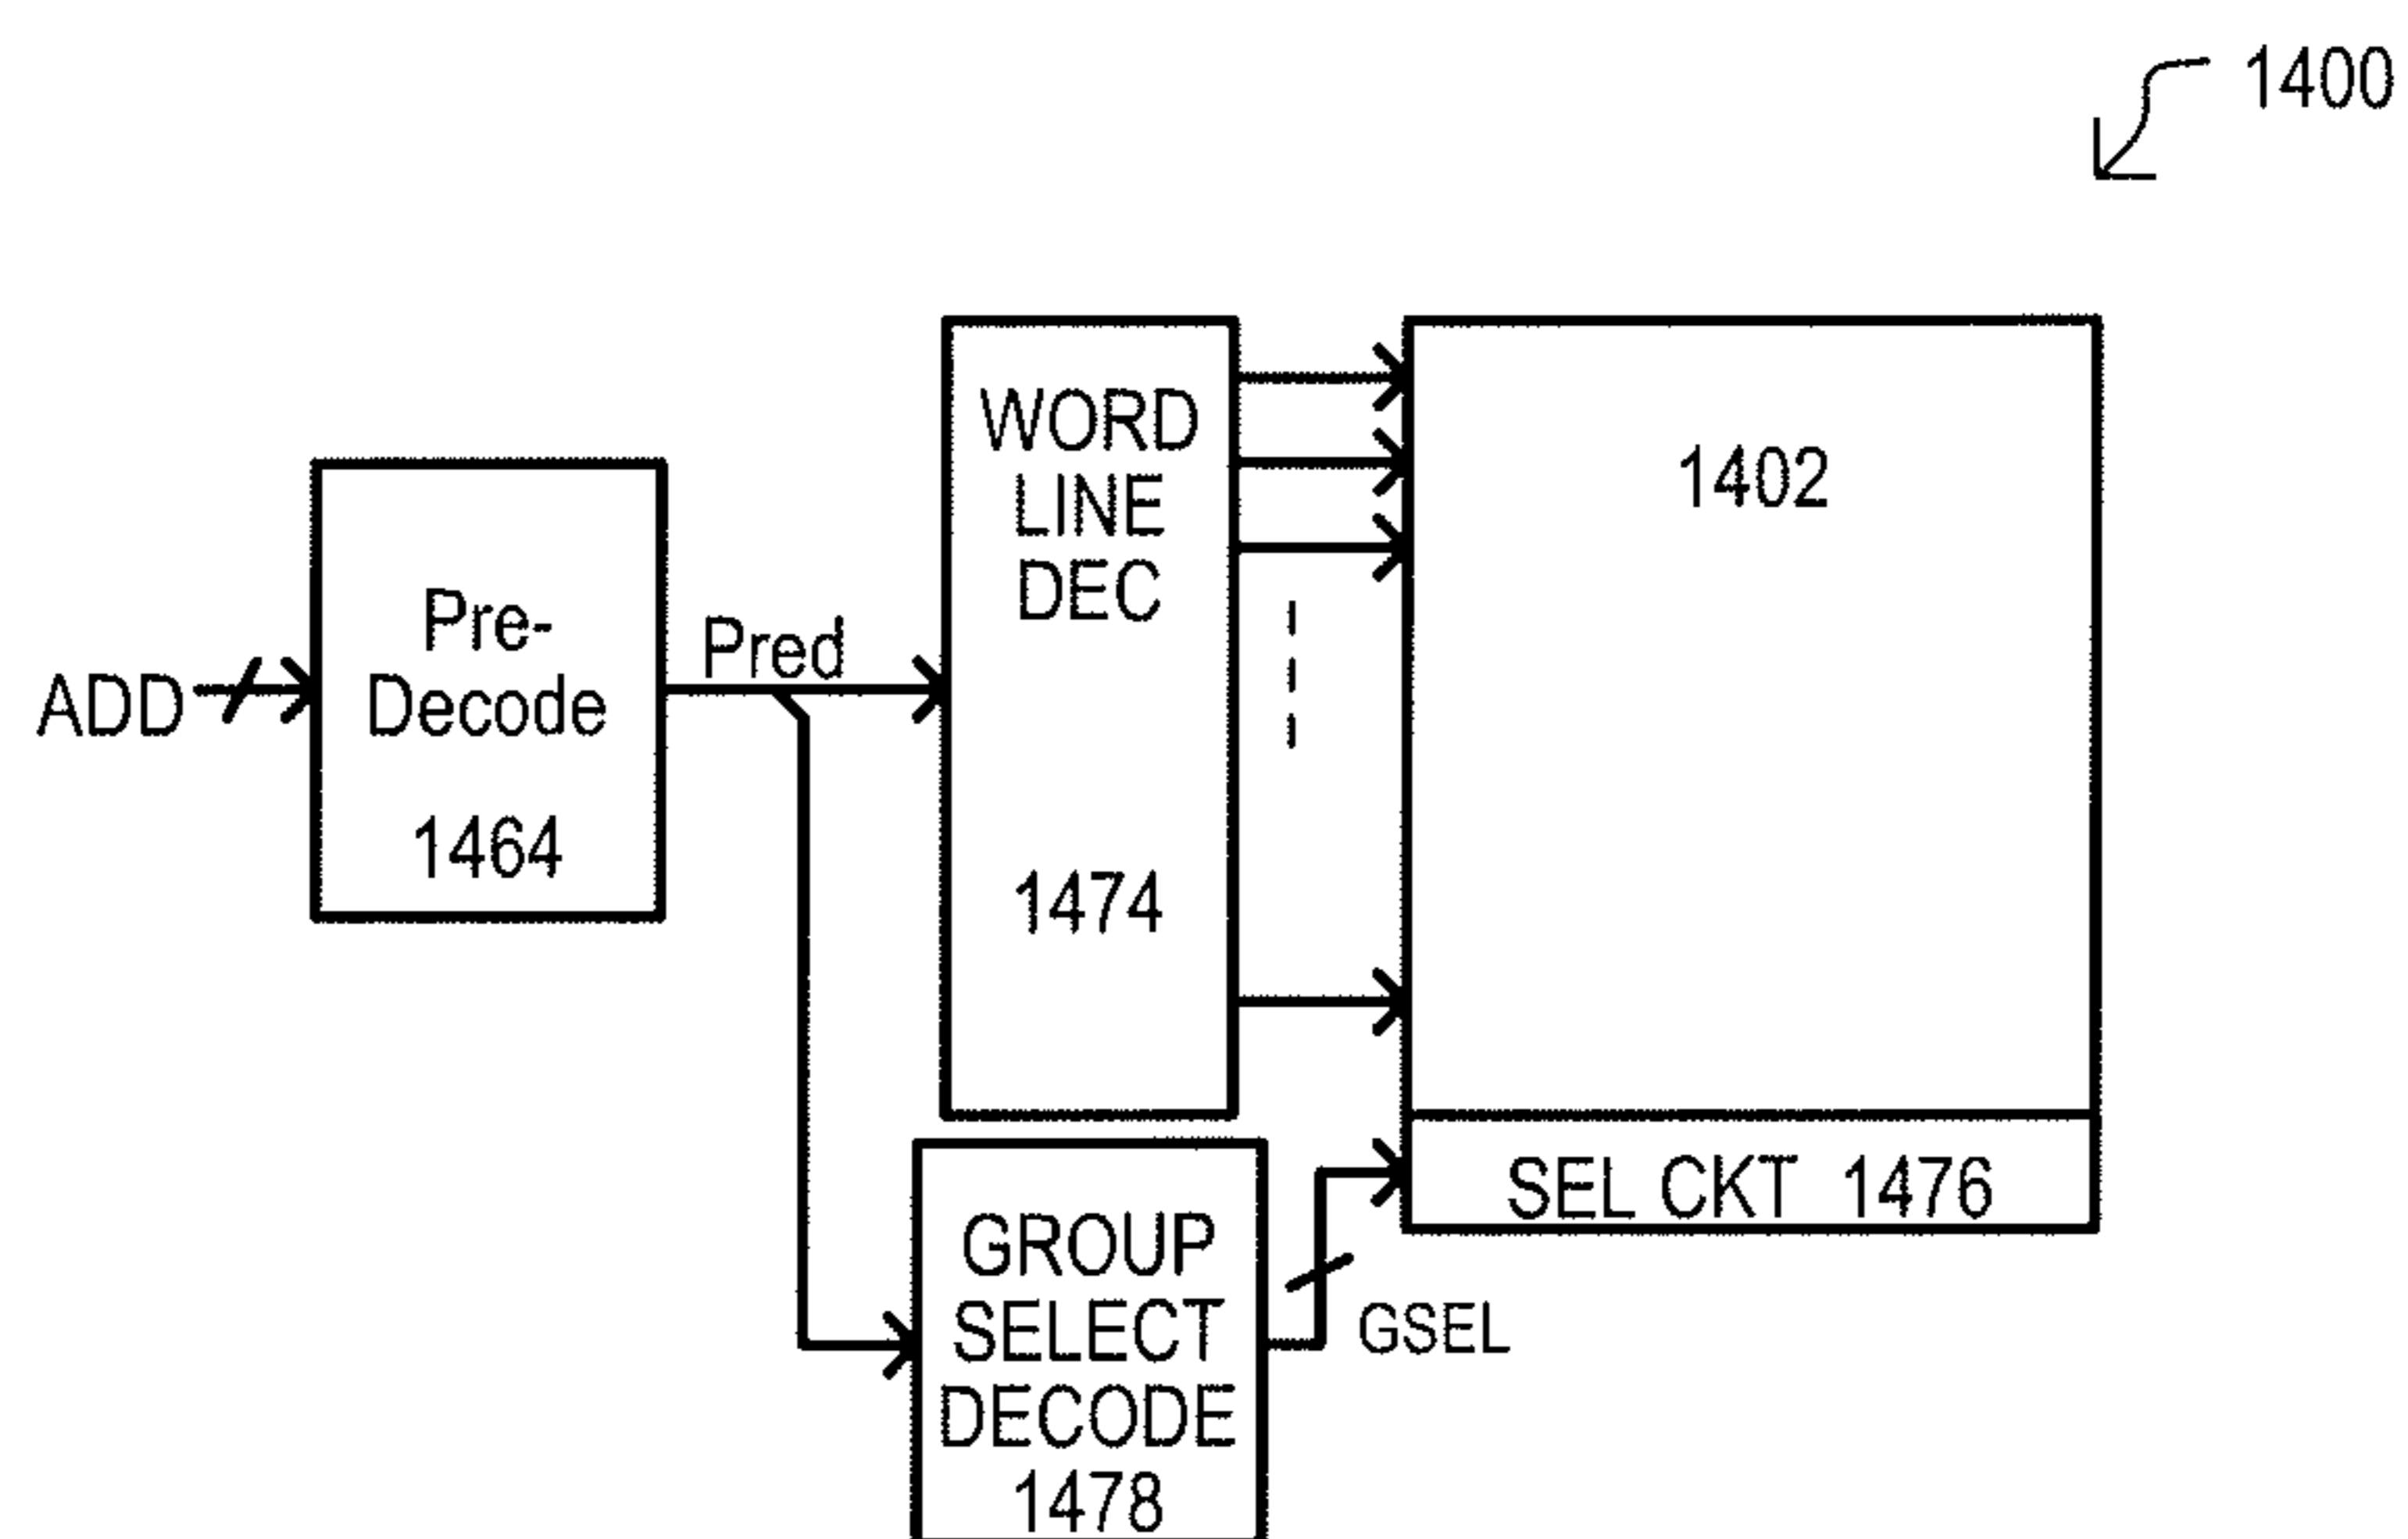 1400
WORD
LINE
DEC
1474
1402
Pre-
Decode
1464
ADD
Pred
SEL CKT 1476
GROUP
SELECT
DECODE
1478
GSEL